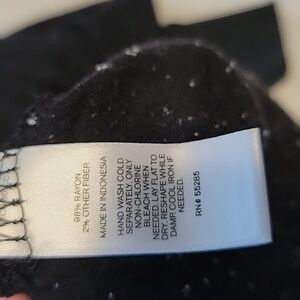 98% RAYON
2% OTHER FIBER
MADE IN INDONESIA
HAND WASH COLD
SEPARATELY. ONLY
NON-CHLORINE
BLEACH WHEN
NEEDED LAY FLAT TO
DRY. RESHAPE WHILE
DAMP COOL IRON IF
NEEDED.
RN# 55285